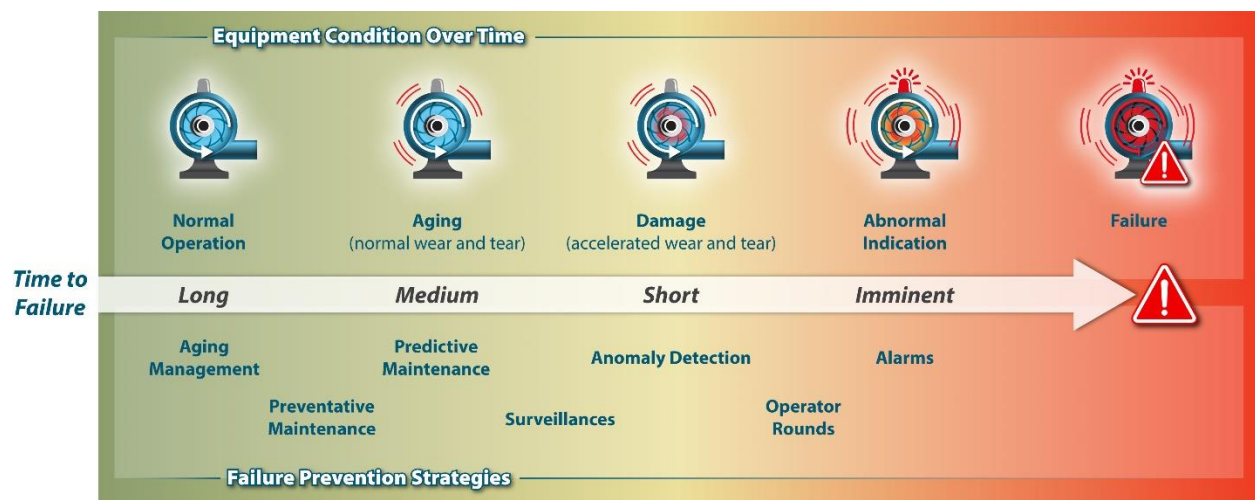 Equipment Condition Over Time
Normal
Operation
Aging
(normal wear and tear)
Damage
(accelerated wear and tear)
Abnormal
Indication
Failure
Time to
Failure
Long
Medium
Short
Imminent
Aging
Management
Predictive
Maintenance
Anomaly Detection
Alarms
Preventative
Maintenance
Surveillances
Operator
Rounds
Failure Prevention Strategies